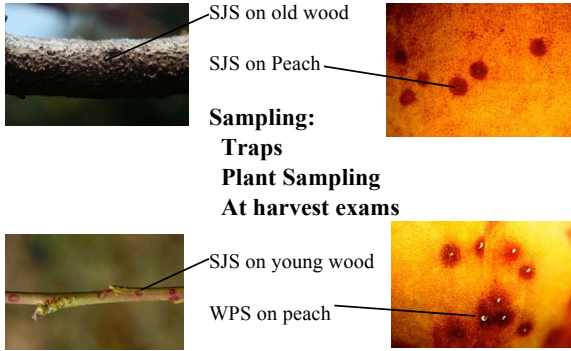 SJS on old wood
SJS on Peach
Sampling:
Traps
Plant Sampling
At harvest exams
SJS on young wood
WPS on peach